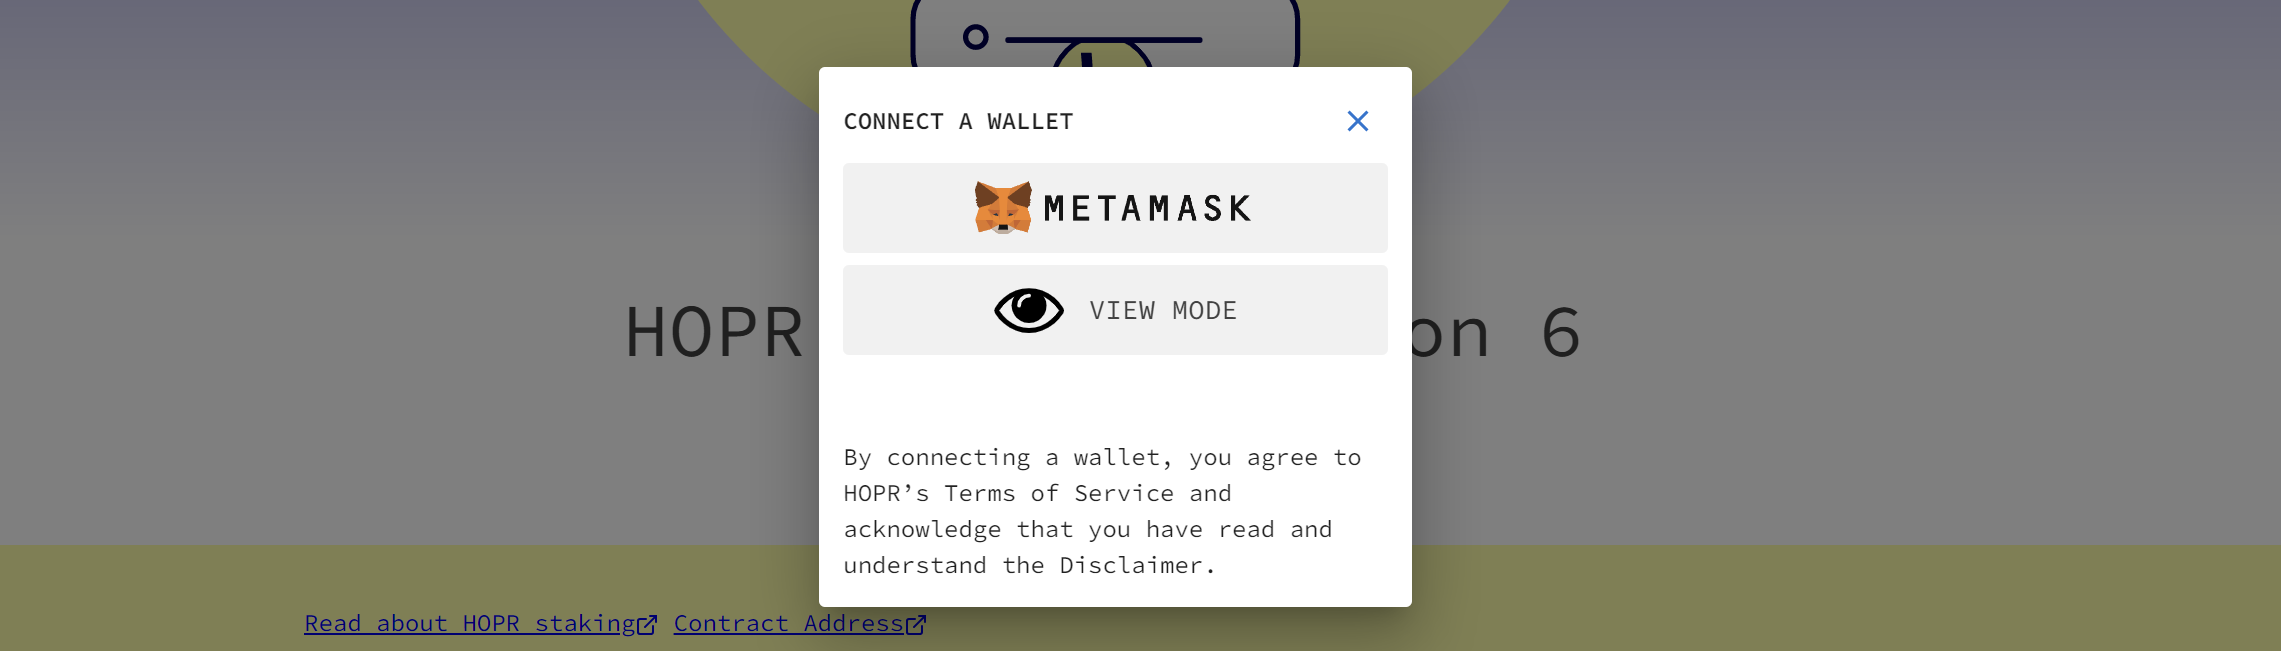 CONNECT A WALLET
METAMASK
VIEW MODE
HOPR on 6
By connecting a wallet, you agree to
HOPR’s Terms of Service and
acknowledge that you have read and
understand the Disclaimer.
Read about HOPR staking Contract Address